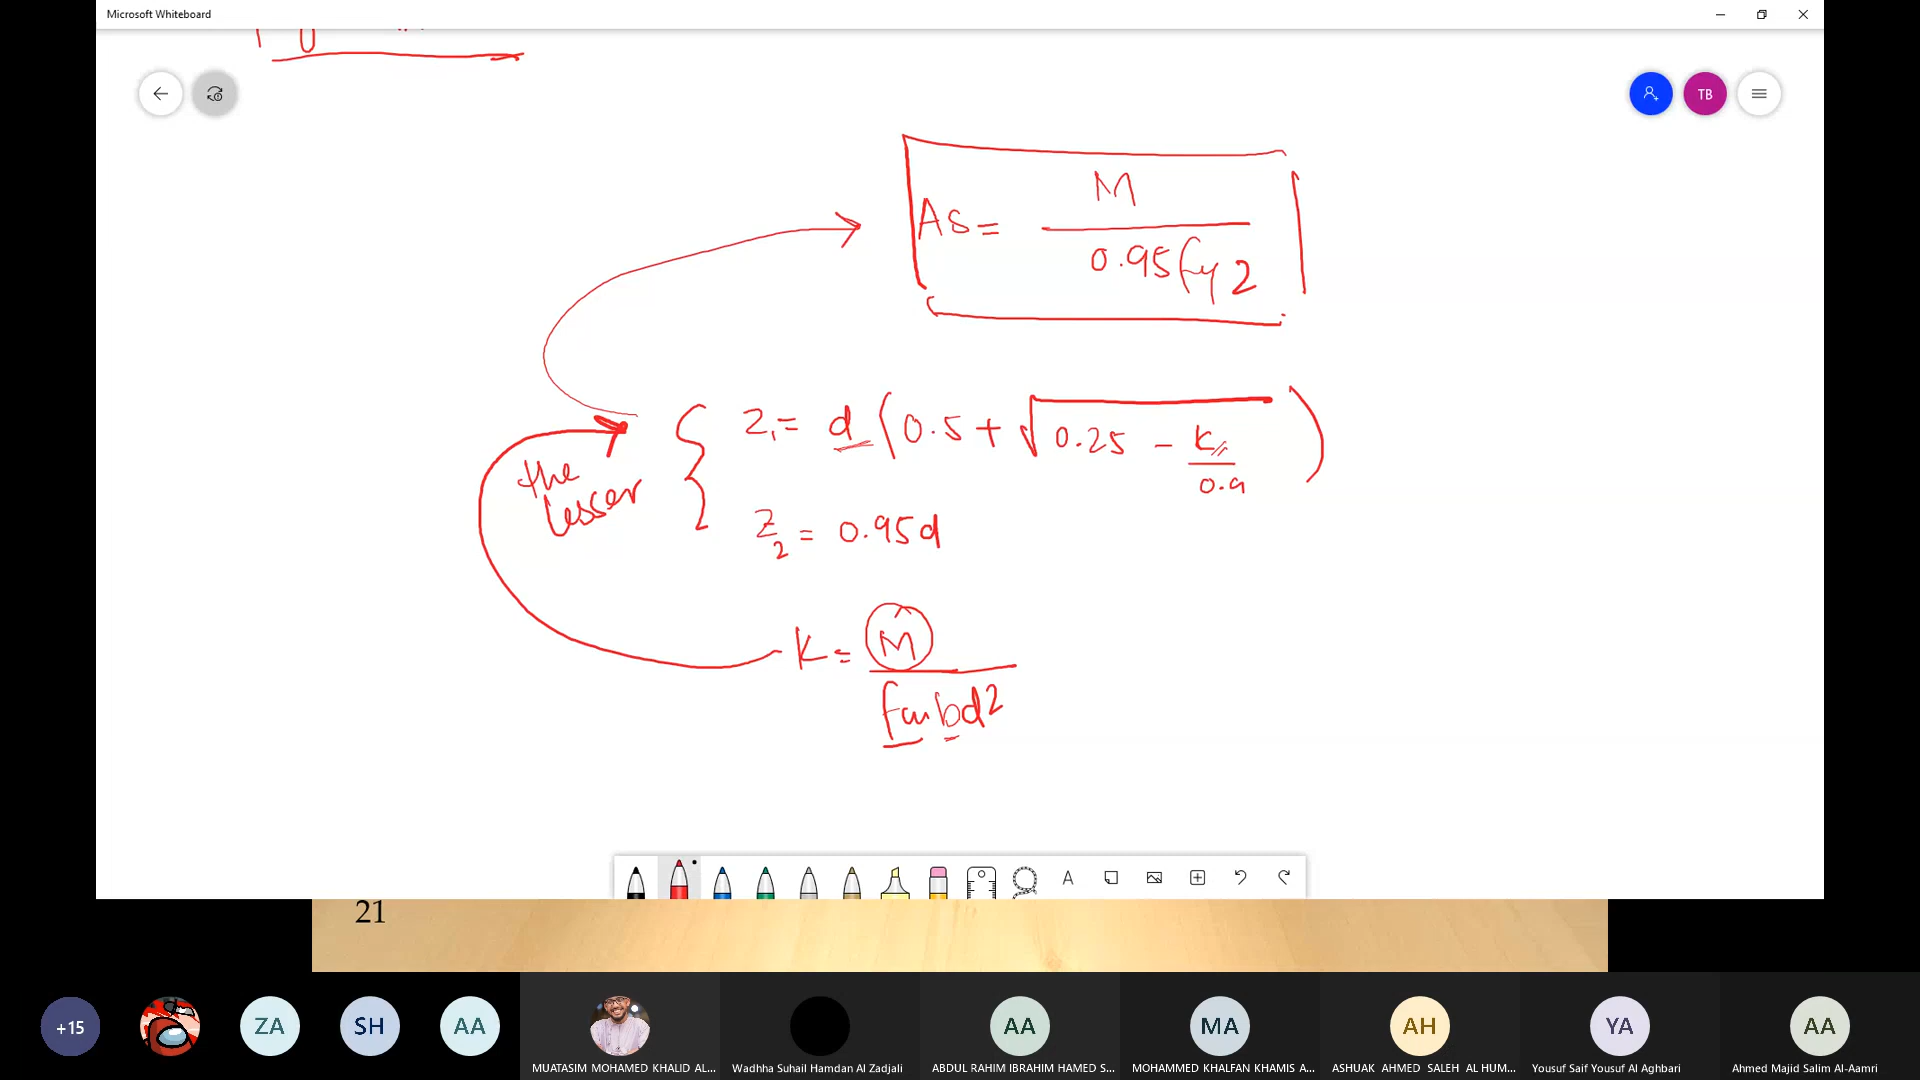 Microsoft Whiteboard
TB
As = M / 0.95fyz
the lesser
z₁ = d (0.5 + √(0.25 − K / 0.9))
z₂ = 0.95d
K = M / fcu bd²
A
21
+15
ZA
SH
AA
AA
MA
AH
YA
AA
MUATASIM MOHAMED KHALID AL...
Wadhha Suhail Hamdan Al Zadjali
ABDUL RAHIM IBRAHIM HAMED S...
MOHAMMED KHALFAN KHAMIS A...
ASHUAK AHMED SALEH AL HUM...
Yousuf Saif Yousuf Al Aghbari
Ahmed Majid Salim Al-Aamri